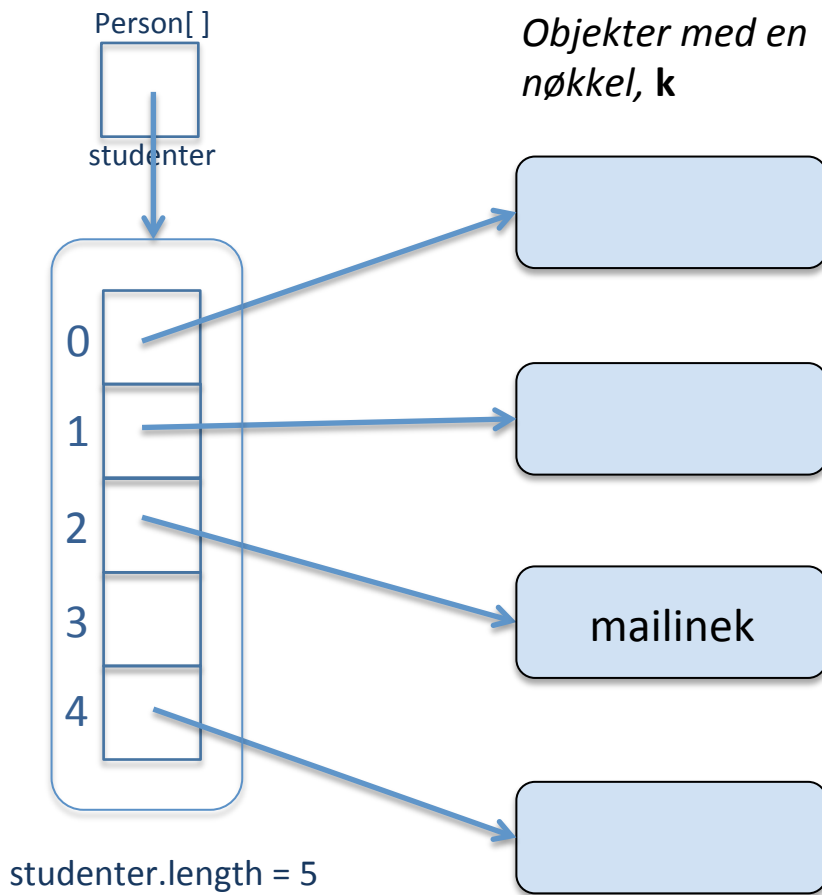 Person[ ]
studenter
Objekter med en
nøkkel, k
0
1
2
3
4
mailinek
studenter.length = 5